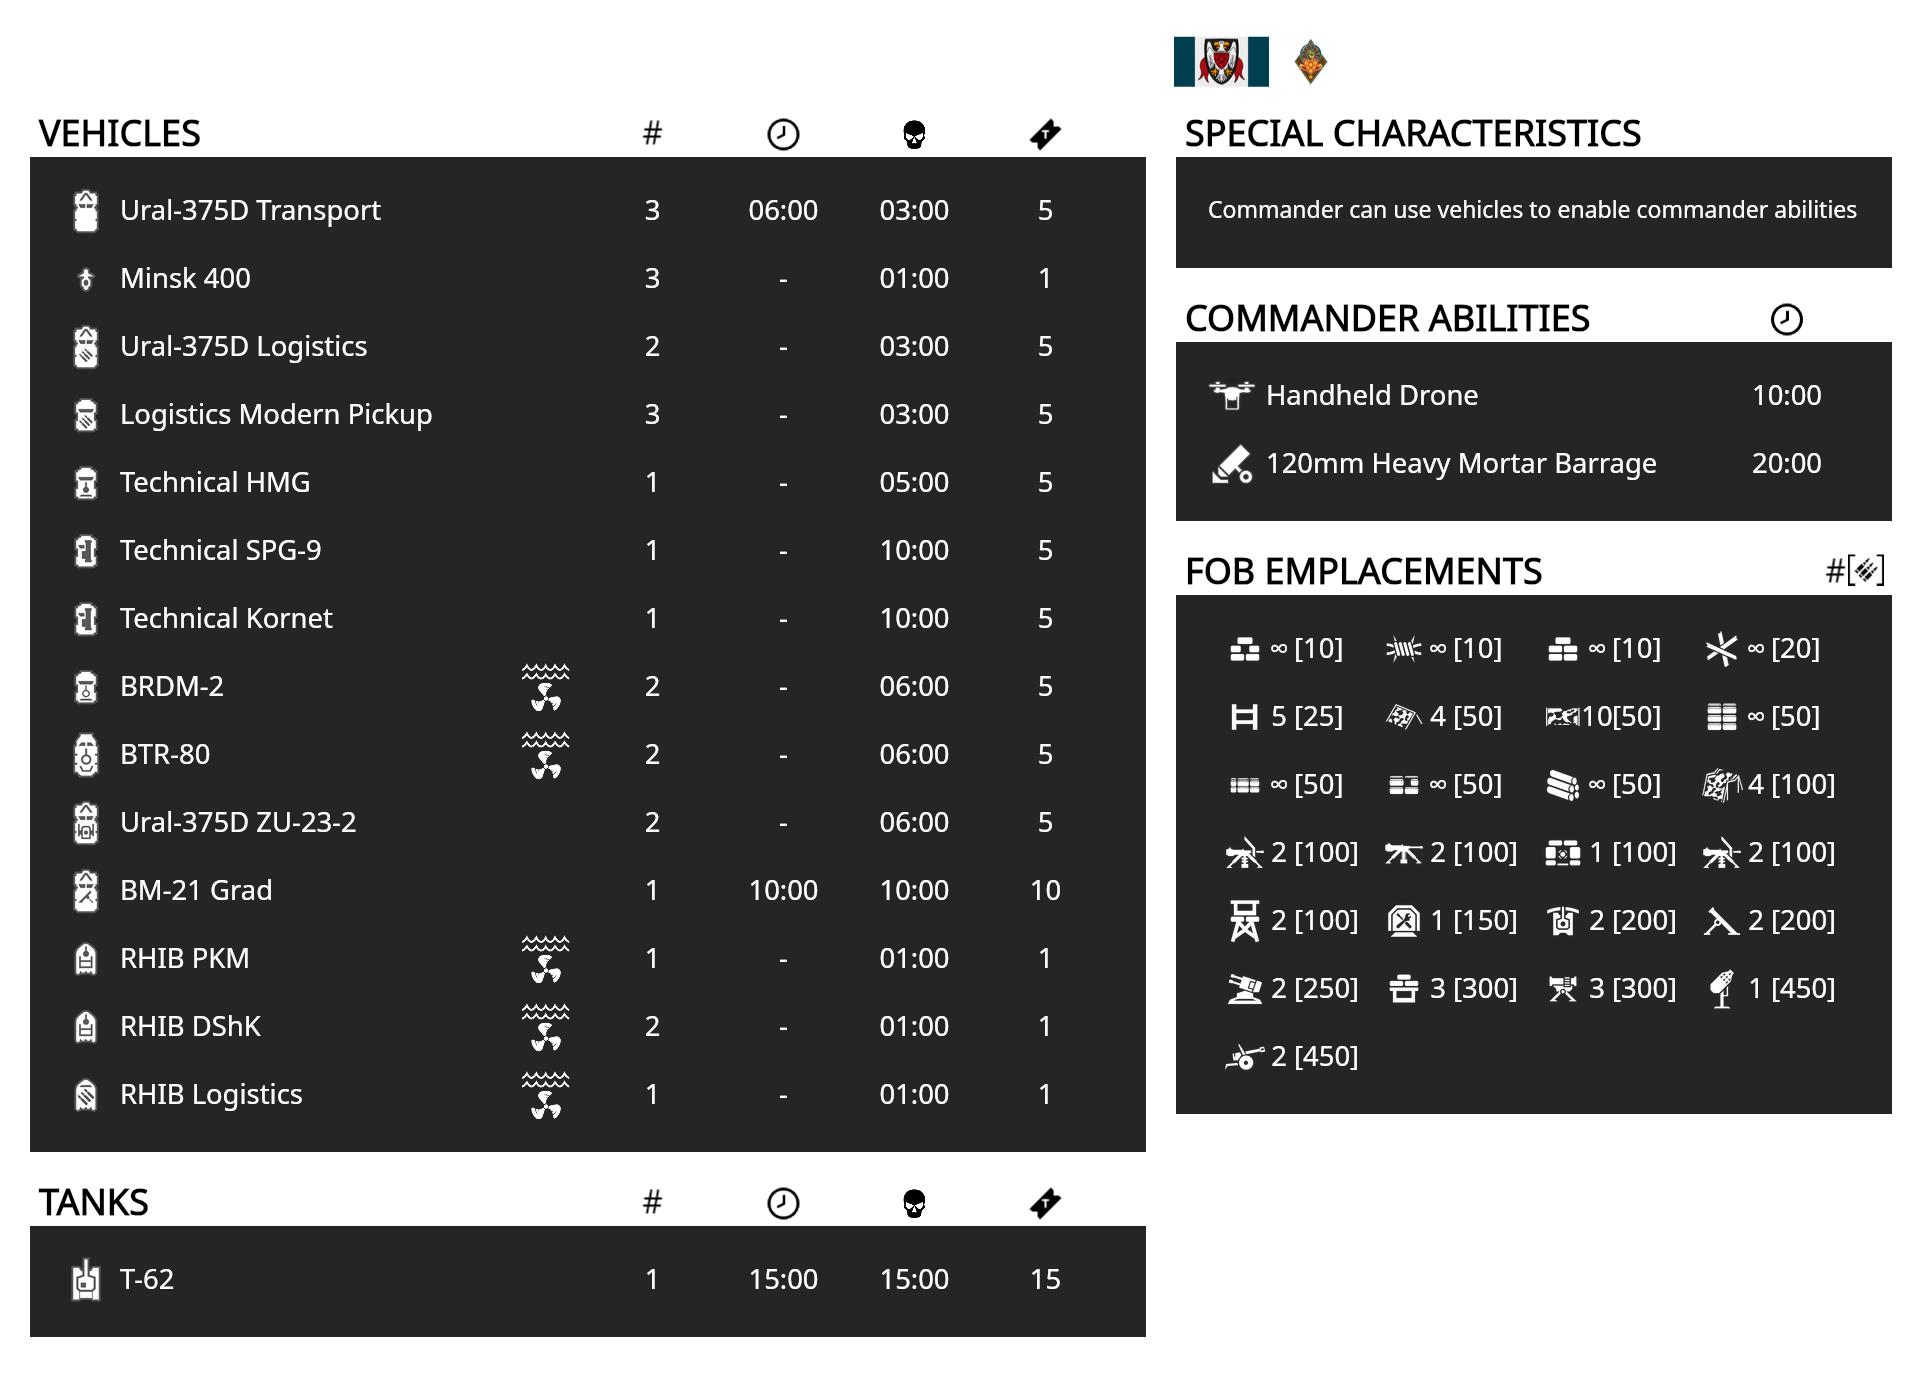 VEHICLES #
Ural-375D Transport 3 06:00 03:00 5
Minsk 400 3 - 01:00 1
Ural-375D Logistics 2 - 03:00 5
Logistics Modern Pickup 3 - 03:00 5
Technical HMG 1 - 05:00 5
Technical SPG-9 1 - 10:00 5
Technical Kornet 1 - 10:00 5
BRDM-2 2 - 06:00 5
BTR-80 2 - 06:00 5
Ural-375D ZU-23-2 2 - 06:00 5
BM-21 Grad 1 10:00 10:00 10
RHIB PKM 1 - 01:00 1
RHIB DShK 2 - 01:00 1
RHIB Logistics 1 - 01:00 1
TANKS #
T-62 1 15:00 15:00 15
SPECIAL CHARACTERISTICS
Commander can use vehicles to enable commander abilities
COMMANDER ABILITIES
Handheld Drone 10:00
120mm Heavy Mortar Barrage 20:00
FOB EMPLACEMENTS #[]
∞ [10] ∞ [10] ∞ [10] ∞ [20]
5 [25] 4 [50] 10[50] ∞ [50]
∞ [50] ∞ [50] ∞ [50] 4 [100]
2 [100] 2 [100] 1 [100] 2 [100]
2 [100] 1 [150] 2 [200] 2 [200]
2 [250] 3 [300] 3 [300] 1 [450]
2 [450]